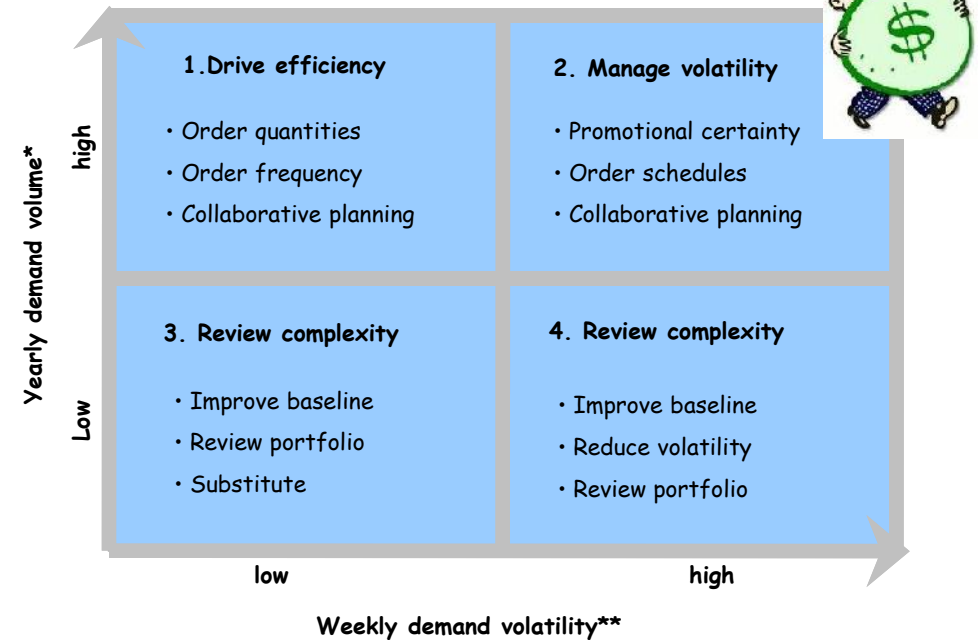 1.Drive efficiency
• Order quantities
• Order frequency
• Collaborative planning
2. Manage volatility
• Promotional certainty
• Order schedules
• Collaborative planning
$
Yearly demand volume*
high
Low
3. Review complexity
• Improve baseline
• Review portfolio
• Substitute
4. Review complexity
• Improve baseline
• Reduce volatility
• Review portfolio
low
high
Weekly demand volatility**